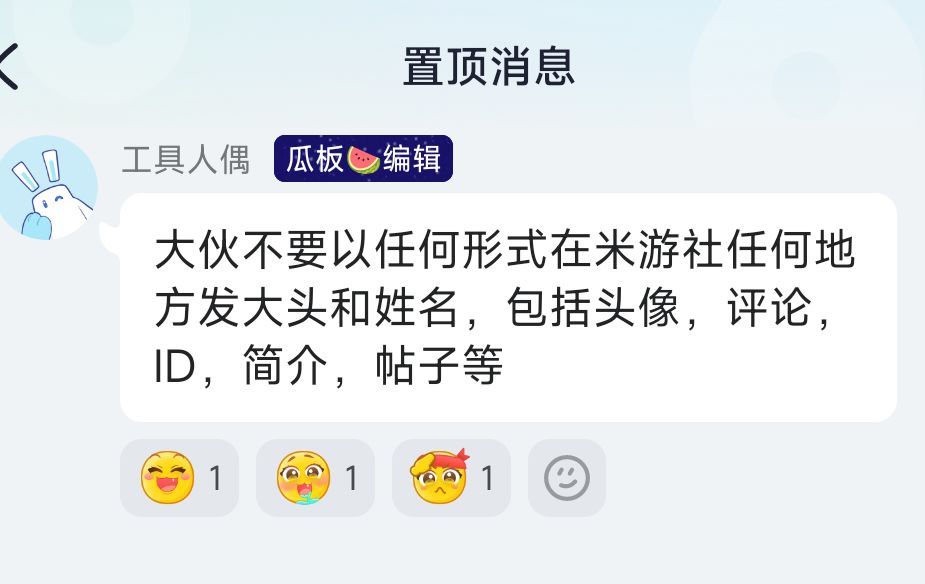 置顶消息
工具人偶 瓜板🍉编辑
大伙不要以任何形式在米游社任何地
方发大头和姓名，包括头像，评论，
ID，简介，帖子等
1 1 1